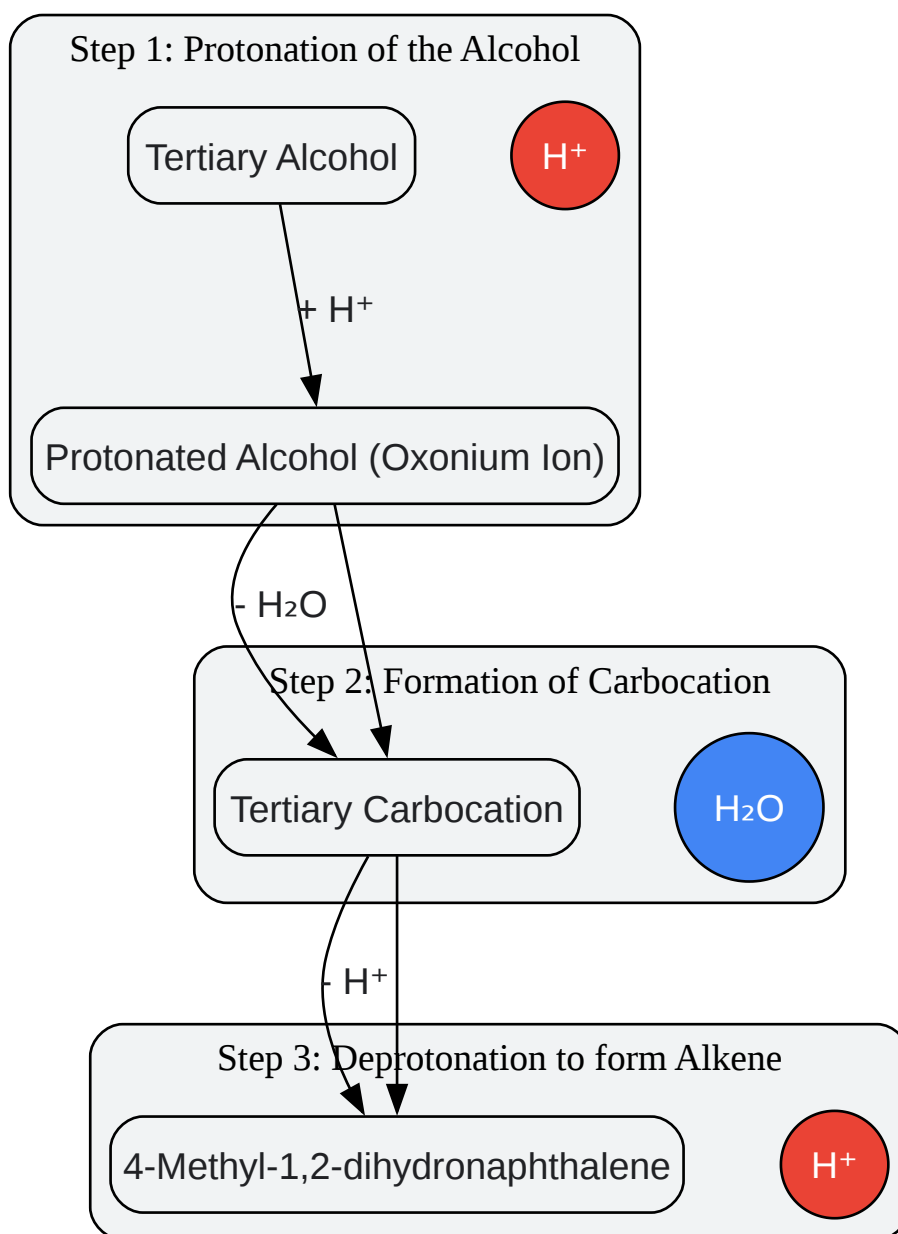 Step 1: Protonation of the Alcohol
Tertiary Alcohol
H⁺
+ H⁺
Protonated Alcohol (Oxonium Ion)
- H₂O
Step 2: Formation of Carbocation
Tertiary Carbocation
H₂O
- H⁺
Step 3: Deprotonation to form Alkene
4-Methyl-1,2-dihydronaphthalene
H⁺